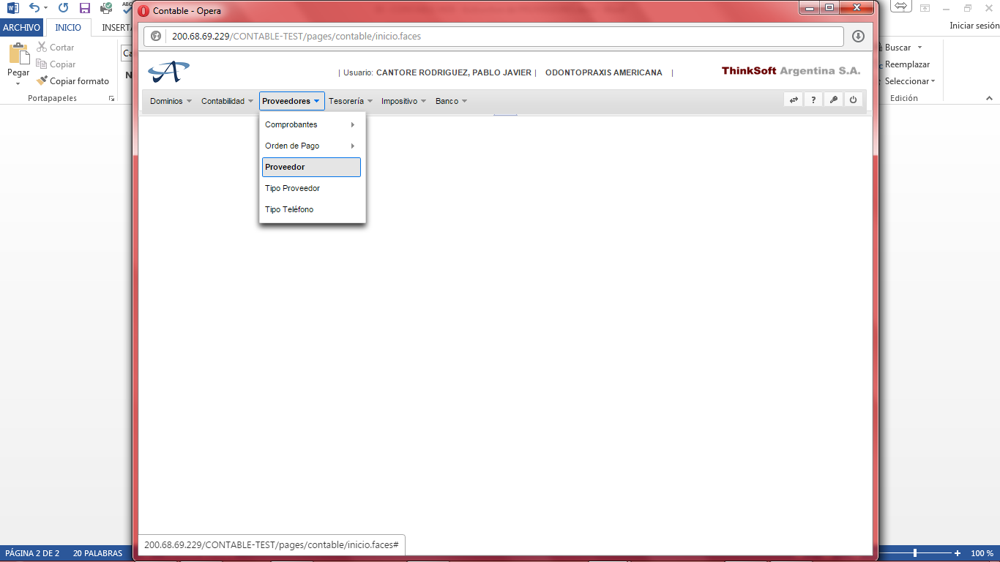 Contable - Opera
ARCHIVO INICIO INSERTA
Iniciar sesión
200.68.69.229/CONTABLE-TEST/pages/contable/inicio.faces
Pegar
Cortar
Copiar
Copiar formato
Portapapeles
Ca
N
Buscar
Reemplazar
Seleccionar
Edición
| Usuario: CANTORE RODRIGUEZ, PABLO JAVIER | ODONTOPRAXIS AMERICANA |
ThinkSoft Argentina S.A.
Dominios Contabilidad Proveedores Tesorería Impositivo Banco
?
Comprobantes
Orden de Pago
Proveedor
Tipo Proveedor
Tipo Teléfono
200.68.69.229/CONTABLE-TEST/pages/contable/inicio.faces#
PÁGINA 2 DE 2 20 PALABRAS
100 %